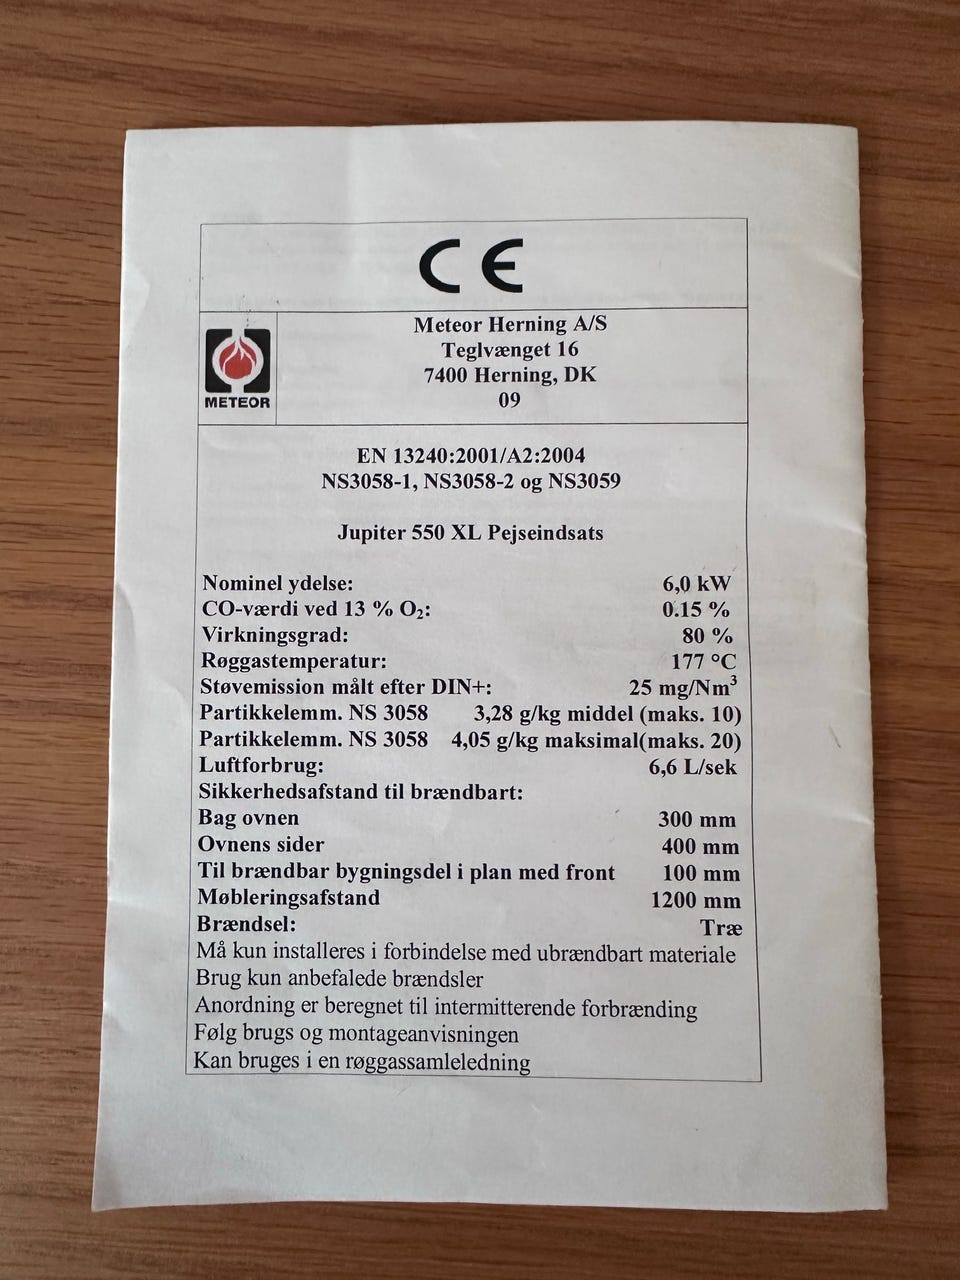 CE
METEOR
Meteor Herning A/S
Teglvænget 16
7400 Herning, DK
09
EN 13240:2001/A2:2004
NS3058-1, NS3058-2 og NS3059
Jupiter 550 XL Pejseindsats
Nominel ydelse: 6,0 kW
CO-værdi ved 13 % O₂: 0.15 %
Virkningsgrad: 80 %
Røggastemperatur: 177 °C
Støvemission målt efter DIN+: 25 mg/Nm³
Partikkelemm. NS 3058 3,28 g/kg middel (maks. 10)
Partikkelemm. NS 3058 4,05 g/kg maksimal(maks. 20)
Luftforbrug: 6,6 L/sek
Sikkerhedsafstand til brændbart:
Bag ovnen 300 mm
Ovnens sider 400 mm
Til brændbar bygningsdel i plan med front 100 mm
Møbleringsafstand 1200 mm
Brændsel: Træ
Må kun installeres i forbindelse med ubrændbart materiale
Brug kun anbefalede brændsler
Anordning er beregnet til intermitterende forbrænding
Følg brugs og montageanvisningen
Kan bruges i en røggassamleledning